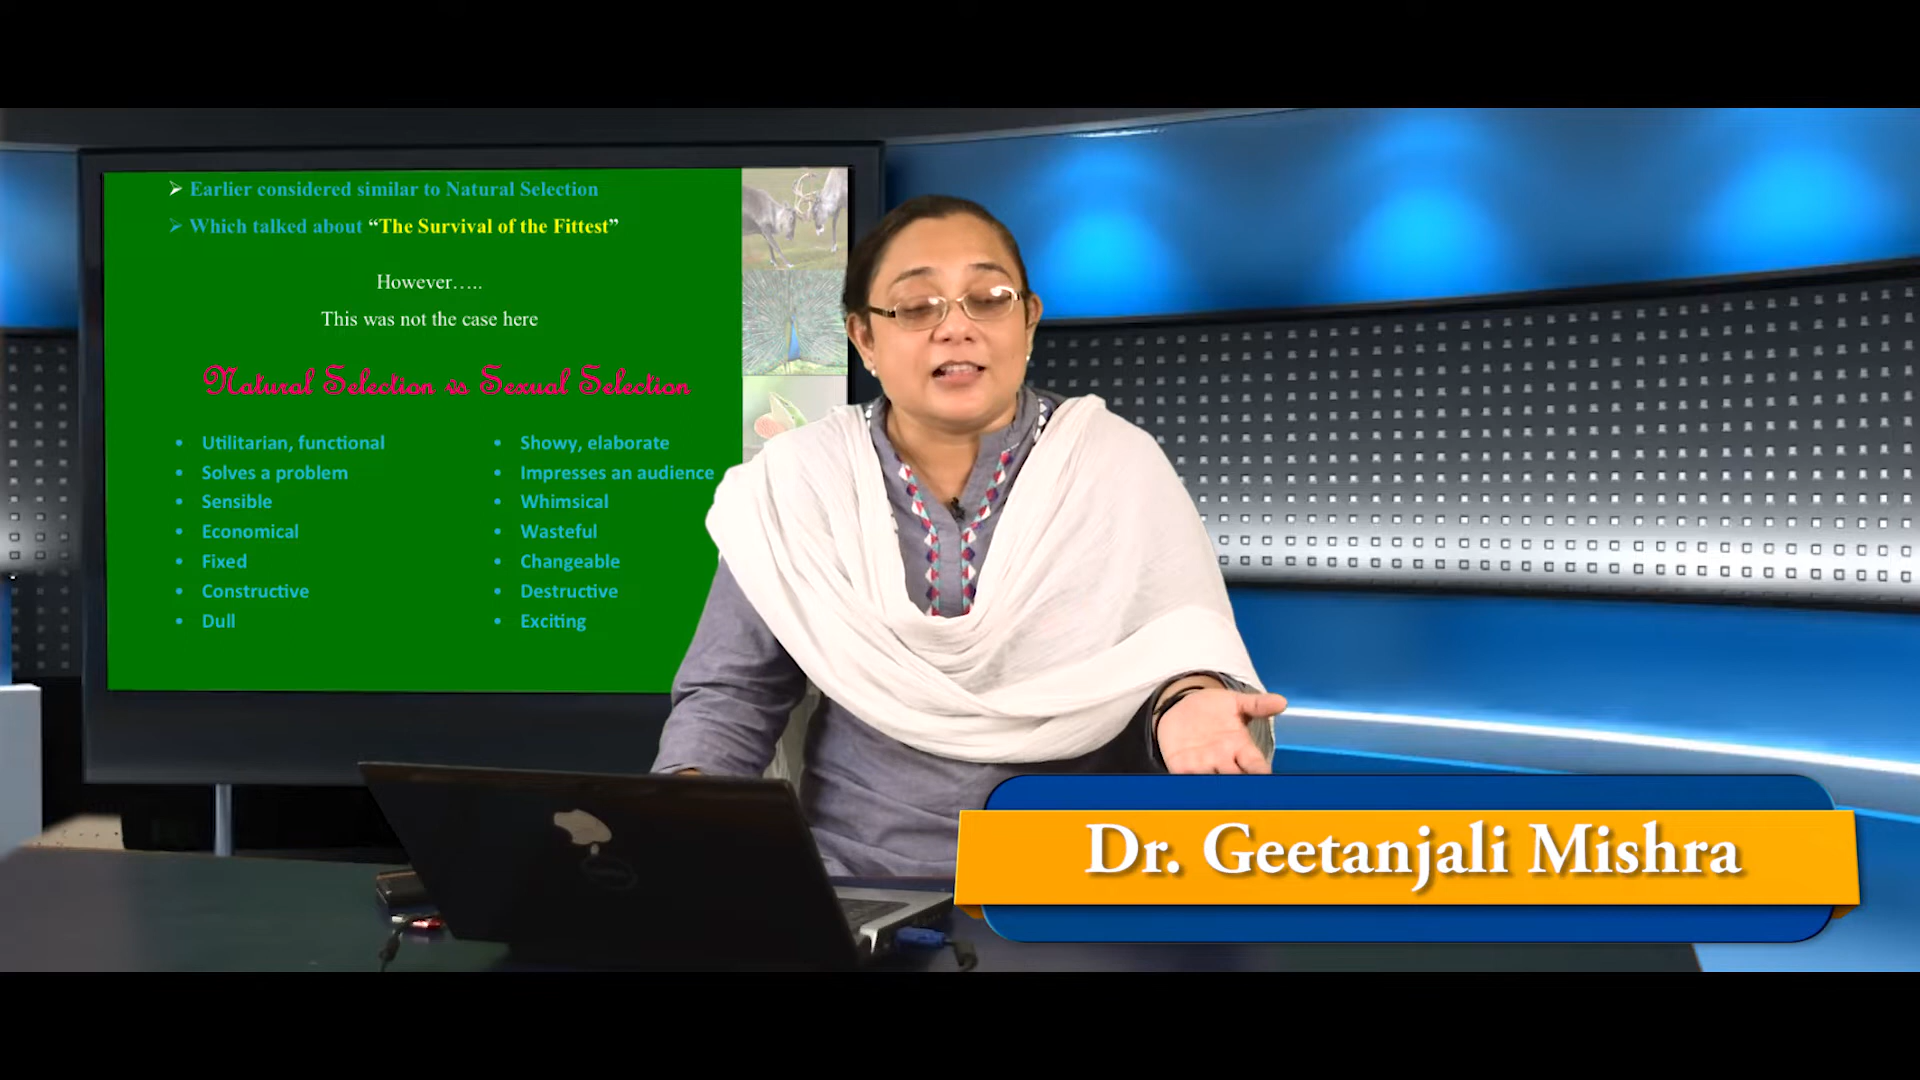 Earlier considered similar to Natural Selection
Which talked about “The Survival of the Fittest”
However…..
This was not the case here
Natural Selection vs Sexual Selection
Utilitarian, functional
Solves a problem
Sensible
Economical
Fixed
Constructive
Dull
Showy, elaborate
Impresses an audience
Whimsical
Wasteful
Changeable
Destructive
Exciting
Dr. Geetanjali Mishra